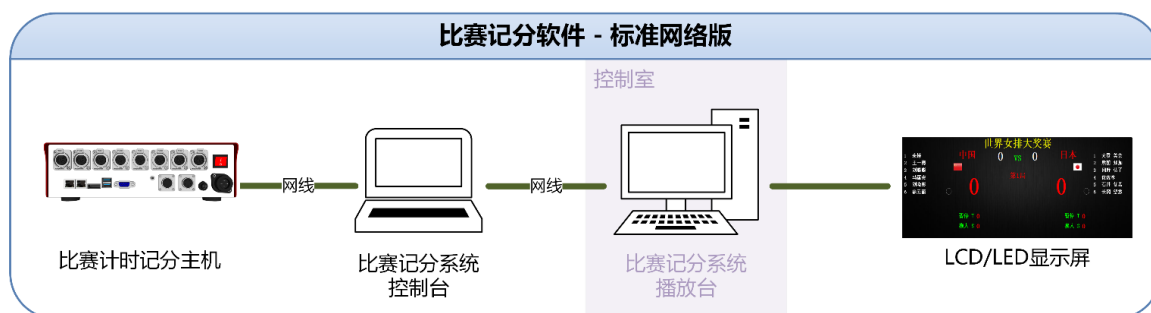 比赛记分软件 - 标准网络版
控制室
网线
网线
世界女排大奖赛
中国
0 VS 0
日本
0
0
比赛计时记分主机
比赛记分系统
控制台
比赛记分系统
播放台
LCD/LED显示屏